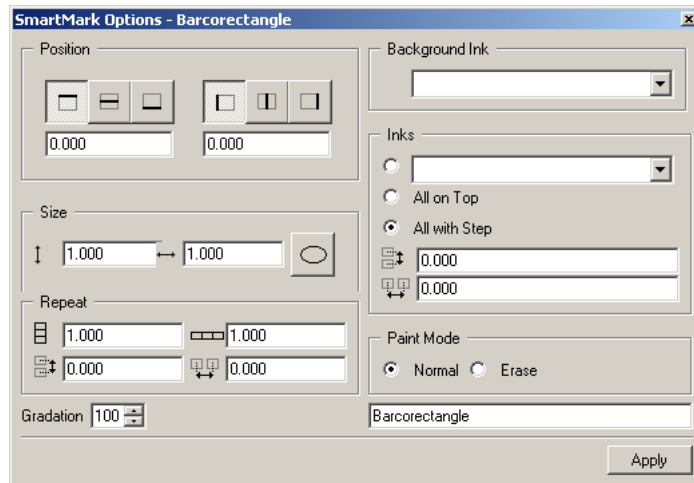 SmartMark Options - Barcorectangle
Position
0.000
0.000
Size
1.000
1.000
Repeat
1.000
1.000
0.000
0.000
Gradation
100
Background Ink
Inks
All on Top
All with Step
0.000
0.000
Paint Mode
Normal
Erase
Barcorectangle
Apply